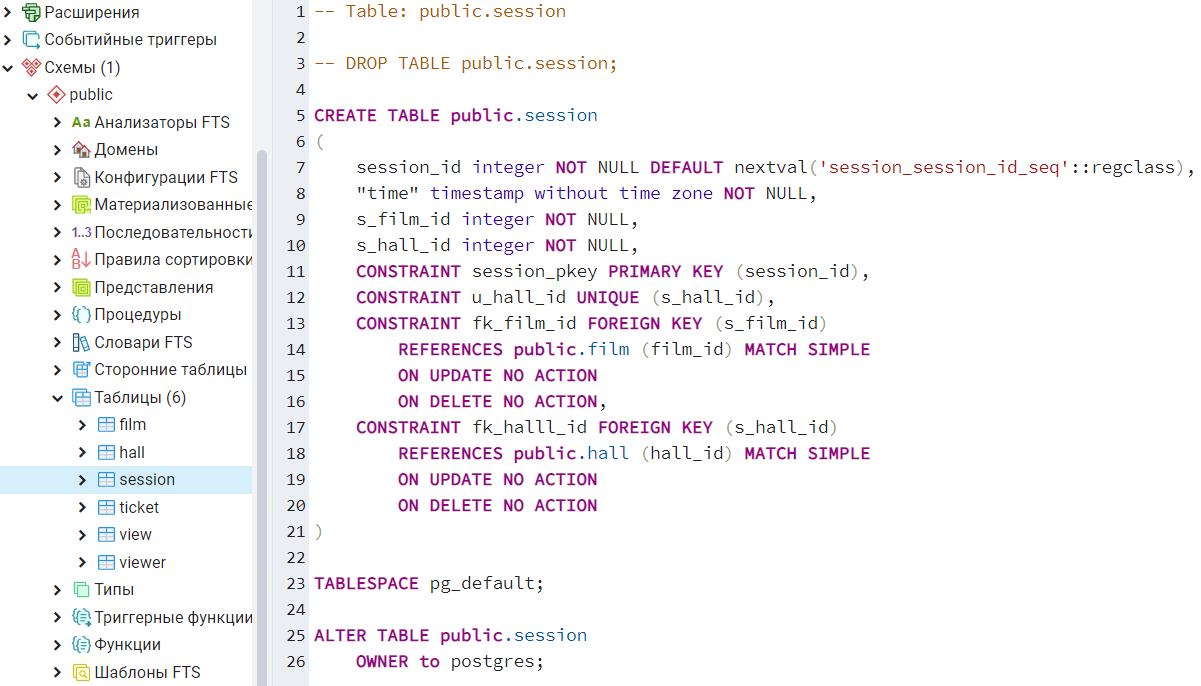 Расширения
Событийные триггеры
Схемы (1)
public
Анализаторы FTS
Домены
Конфигурации FTS
Материализованные
1..3 Последовательности
Правила сортировки
Представления
Процедуры
Словари FTS
Сторонние таблицы
Таблицы (6)
film
hall
session
ticket
view
viewer
Типы
Триггерные функции
Функции
Шаблоны FTS
1 -- Table: public.session
2
3 -- DROP TABLE public.session;
4
5 CREATE TABLE public.session
6 (
7     session_id integer NOT NULL DEFAULT nextval('session_session_id_seq'::regclass),
8     "time" timestamp without time zone NOT NULL,
9     s_film_id integer NOT NULL,
10     s_hall_id integer NOT NULL,
11     CONSTRAINT session_pkey PRIMARY KEY (session_id),
12     CONSTRAINT u_hall_id UNIQUE (s_hall_id),
13     CONSTRAINT fk_film_id FOREIGN KEY (s_film_id)
14         REFERENCES public.film (film_id) MATCH SIMPLE
15         ON UPDATE NO ACTION
16         ON DELETE NO ACTION,
17     CONSTRAINT fk_halll_id FOREIGN KEY (s_hall_id)
18         REFERENCES public.hall (hall_id) MATCH SIMPLE
19         ON UPDATE NO ACTION
20         ON DELETE NO ACTION
21 )
22
23 TABLESPACE pg_default;
24
25 ALTER TABLE public.session
26     OWNER to postgres;